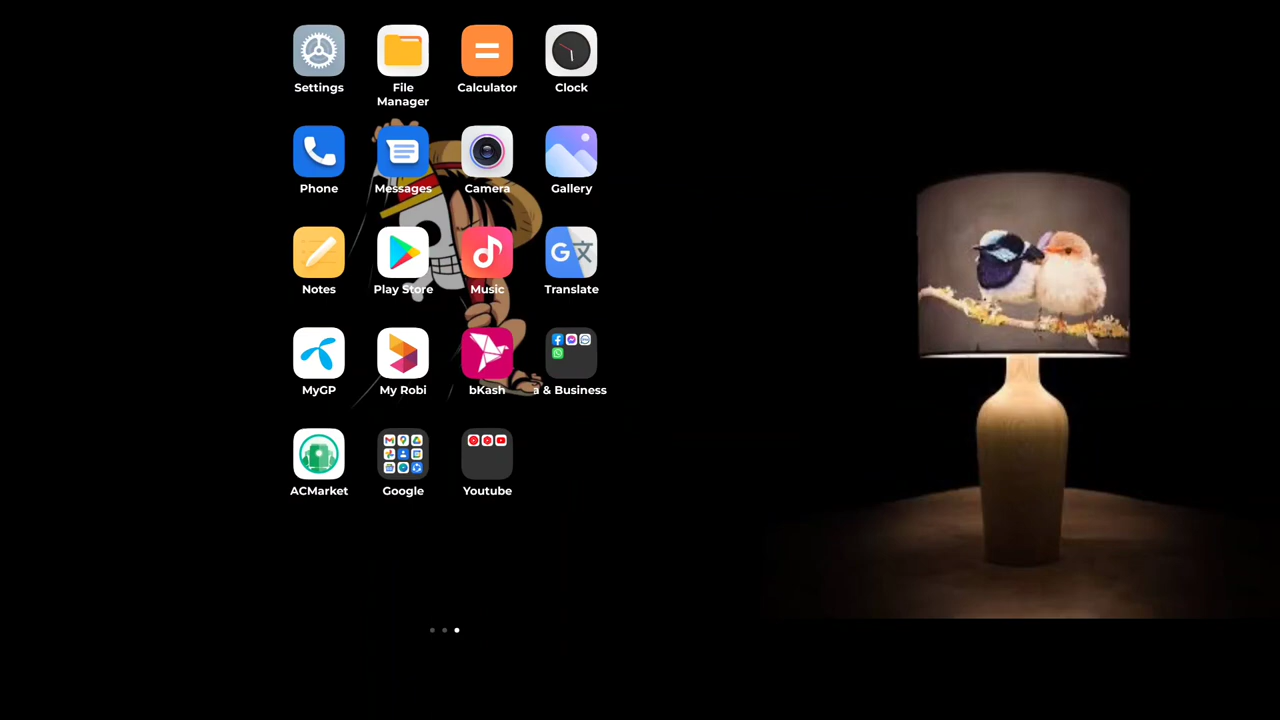 Settings
File
Manager
Calculator
Clock
Phone
Messages
Camera
Gallery
Notes
Play Store
Music
Translate
MyGP
My Robi
bKash
a & Business
ACMarket
Google
Youtube